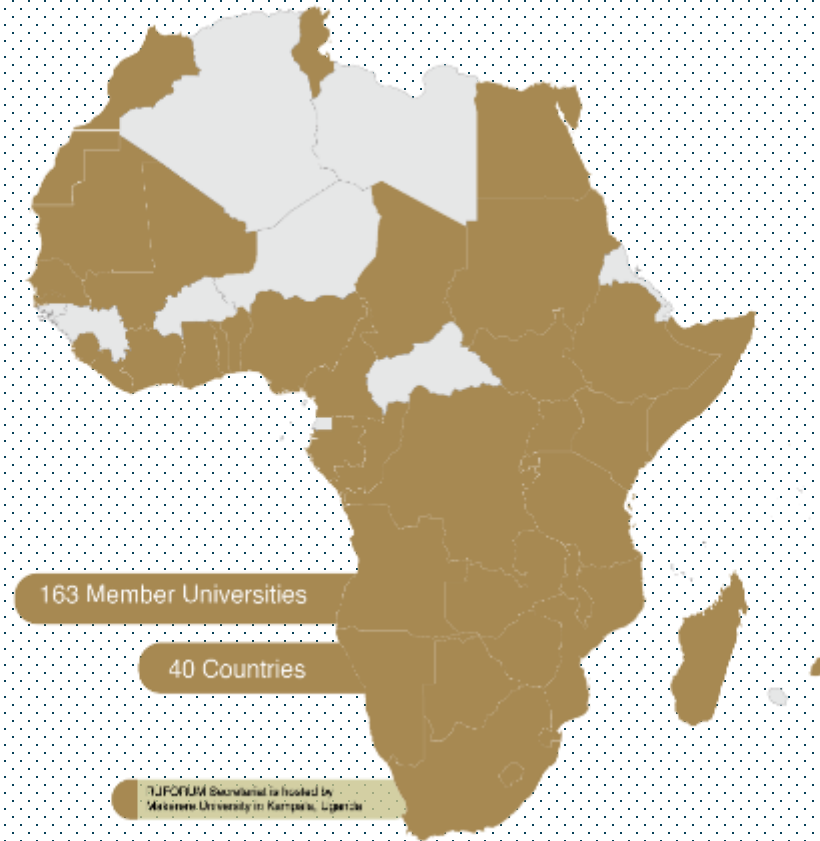 163 Member Universities
40 Countries
RUFORUM Secretariat is hosted by
Makerere University in Kampala, Uganda